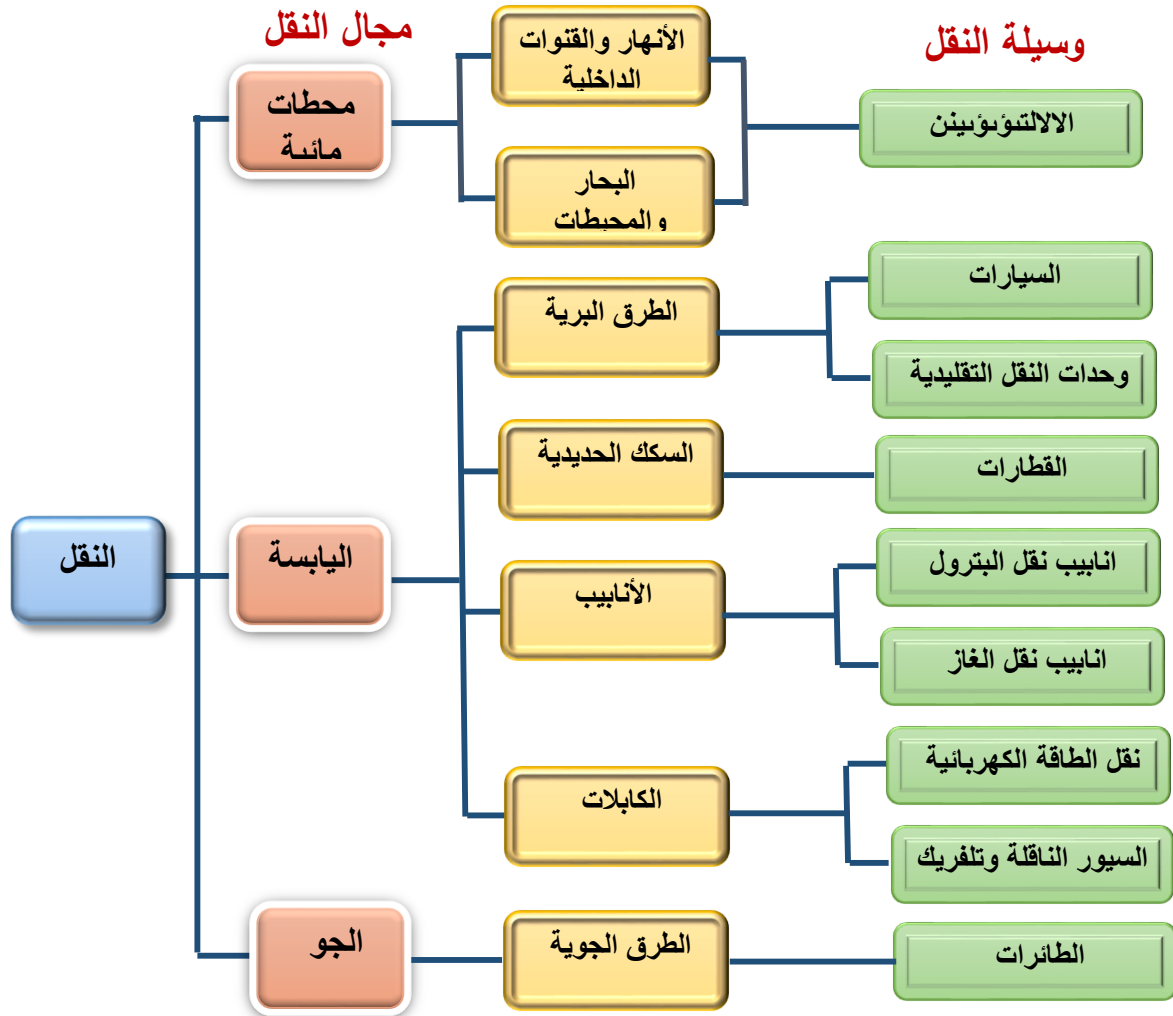 مجال النقل
وسيلة النقل
النقل
محطات
مائية
الأنهار والقنوات
الداخلية
البحار
والمحيطات
اليابسة
الطرق البرية
السيارات
وحدات النقل التقليدية
السكك الحديدية
القطارات
الأنابيب
انابيب نقل البترول
انابيب نقل الغاز
الكابلات
نقل الطاقة الكهربائية
السيور الناقلة وتلفريك
الجو
الطرق الجوية
الطائرات